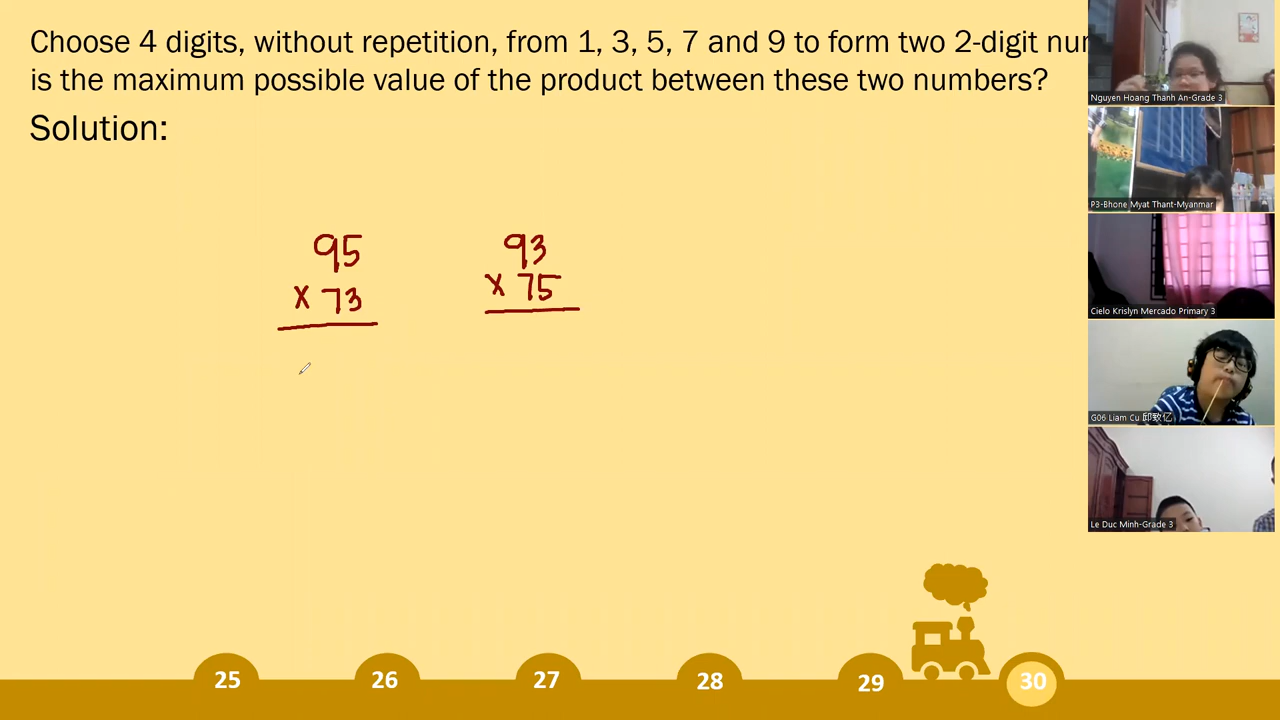 Choose 4 digits, without repetition, from 1, 3, 5, 7 and 9 to form two 2-digit
is the maximum possible value of the product between these two numbers?
Solution:
95
x 73
93
x 75
25
26
27
28
29
30
Nguyen Hoang Thanh An-Grade 3
P3-Bhone Myat Thant-Myanmar
Cielo Krislyn Mercado Primary 3
G06 Liam Cu 邱致亿
Le Duc Minh-Grade 3